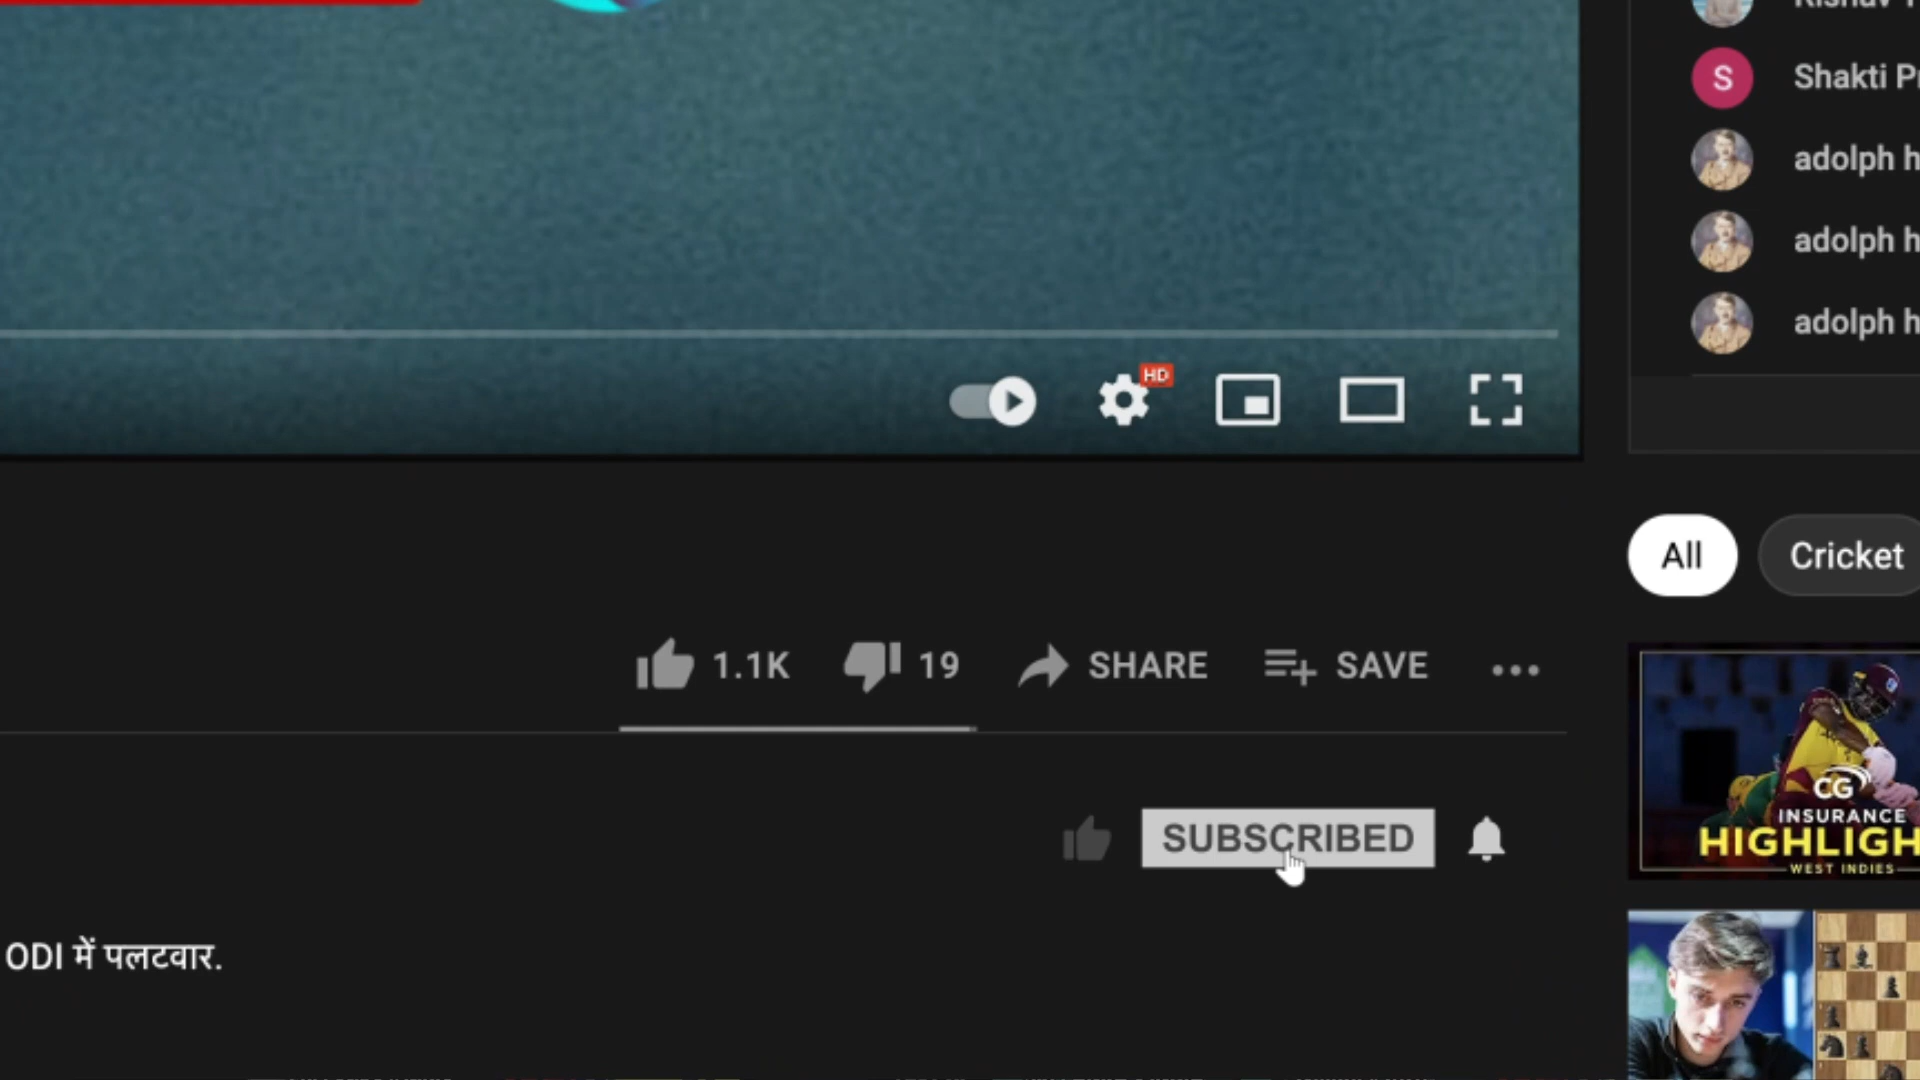 Shakti
adolph h
adolph h
adolph h
HD
All
Cricket
1.1K
19
SHARE
SAVE
SUBSCRIBED
CG
INSURANCE
HIGHLIGH
WEST INDIES
ODI में पलटवार.